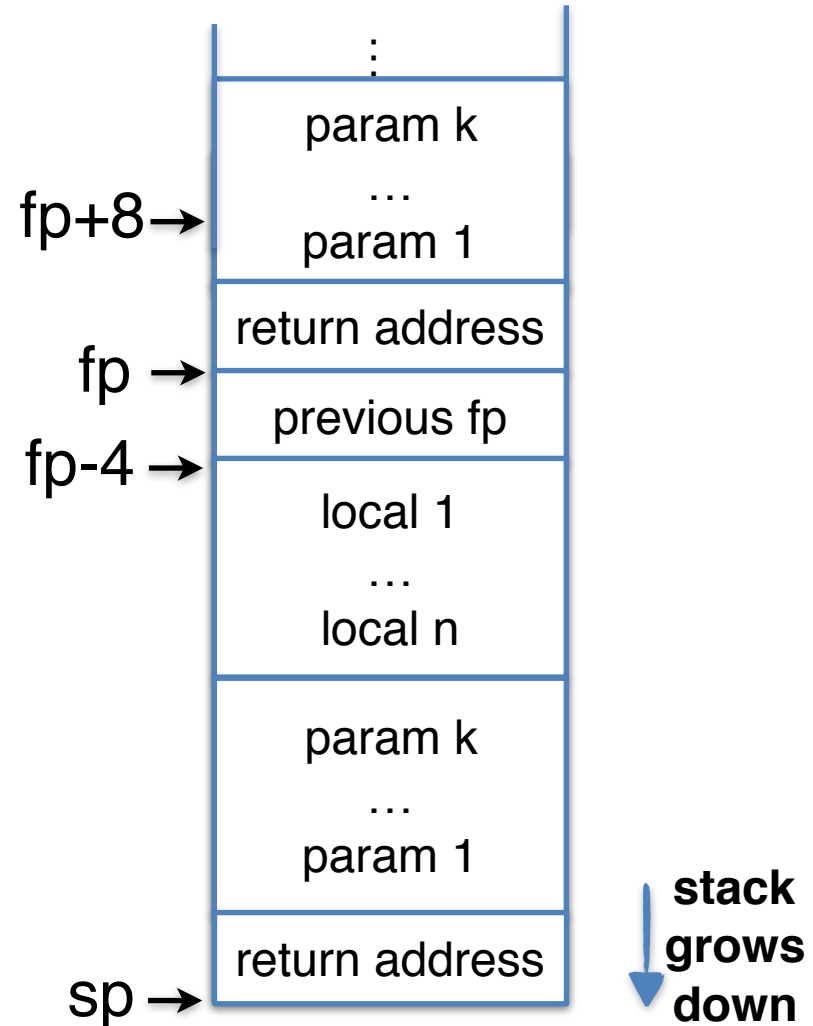 ⋮
param k
…
fp+8
param 1
return address
fp
previous fp
fp-4
local 1
…
local n
param k
…
param 1
stack
grows
down
return address
sp